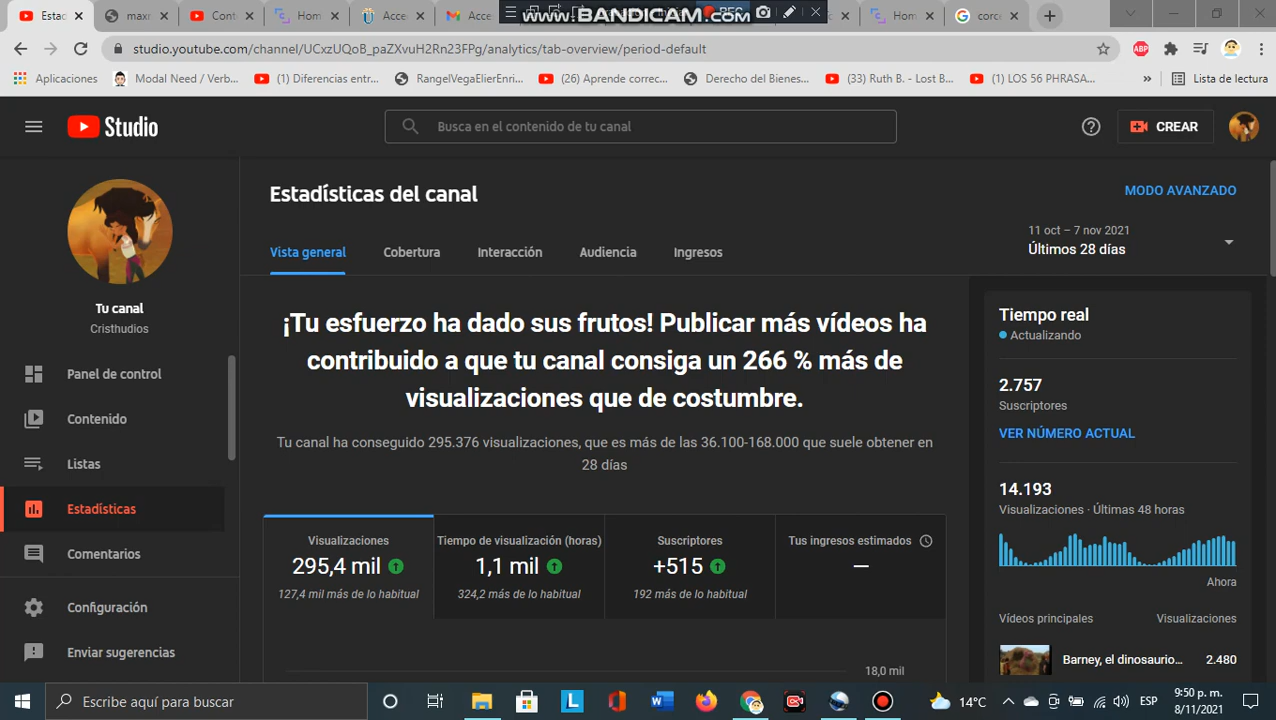 Estac
maxr
Cont
Hom
Acce
Acce
www.BANDICAM.com
REC
Hom
corce
studio.youtube.com/channel/UCxzUQoB_paZXvuH2Rn23FPg/analytics/tab-overview/period-default
ABP
Aplicaciones
Modal Need / Verb...
(1) Diferencias entr...
RangelVegaElierEnri...
(26) Aprende correc...
Derecho del Bienes...
(33) Ruth B. - Lost B...
(1) LOS 56 PHRASA...
»
Lista de lectura
Studio
Busca en el contenido de tu canal
CREAR
Estadísticas del canal
MODO AVANZADO
11 oct – 7 nov 2021
Últimos 28 días
Vista general
Cobertura
Interacción
Audiencia
Ingresos
Tu canal
Cristhudios
Panel de control
Contenido
Listas
Estadísticas
Comentarios
Configuración
Enviar sugerencias
¡Tu esfuerzo ha dado sus frutos! Publicar más vídeos ha
contribuido a que tu canal consiga un 266 % más de
visualizaciones que de costumbre.
Tu canal ha conseguido 295.376 visualizaciones, que es más de las 36.100-168.000 que suele obtener en
28 días
Visualizaciones
295,4 mil
127,4 mil más de lo habitual
Tiempo de visualización (horas)
1,1 mil
324,2 más de lo habitual
Suscriptores
+515
192 más de lo habitual
Tus ingresos estimados
—
18,0 mil
Tiempo real
Actualizando
2.757
Suscriptores
VER NÚMERO ACTUAL
14.193
Visualizaciones · Últimas 48 horas
Ahora
Vídeos principales
Visualizaciones
Barney, el dinosaurio...
2.480
Escribe aquí para buscar
14°C
ESP
9:50 p. m.
8/11/2021